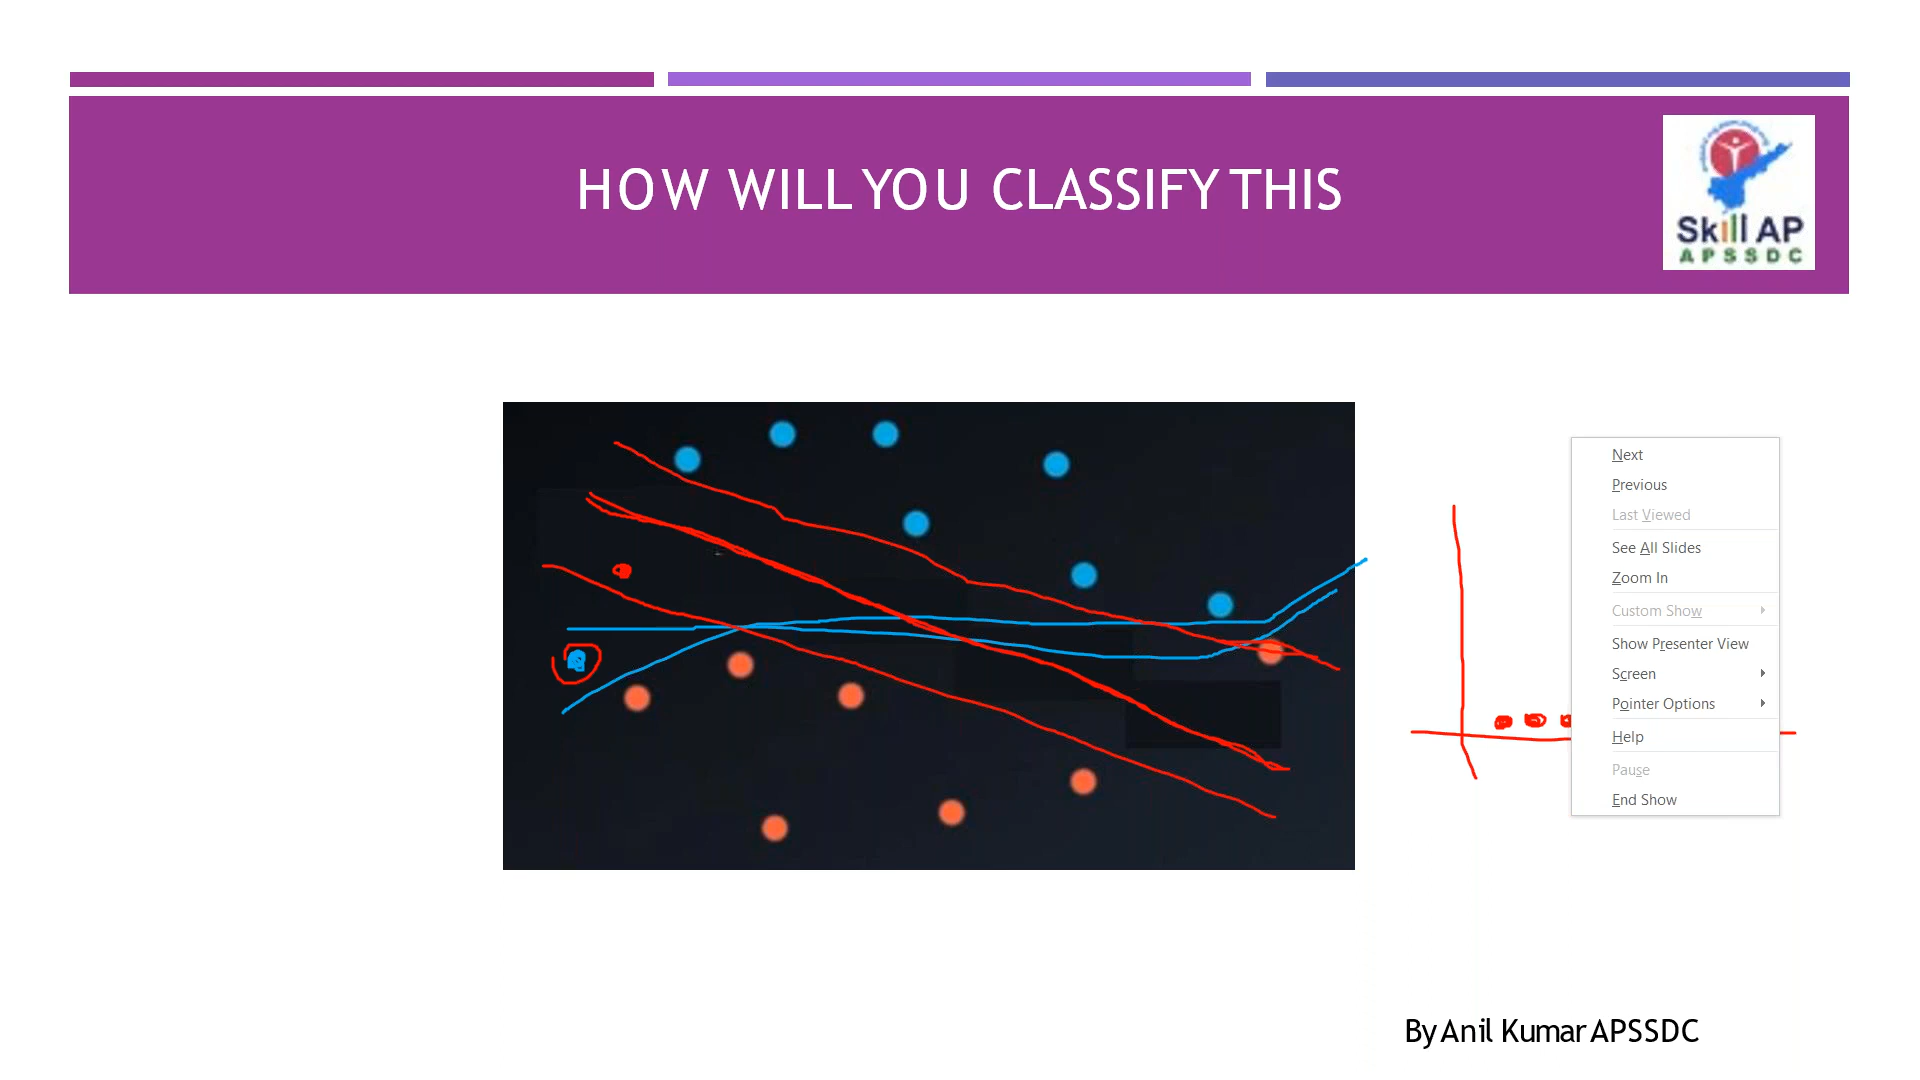 HOW WILL YOU CLASSIFY THIS
Skill AP
APSSDC
Next
Previous
Last Viewed
See All Slides
Zoom In
Custom Show
Show Presenter View
Screen
Pointer Options
Help
Pause
End Show
By Anil Kumar APSSDC